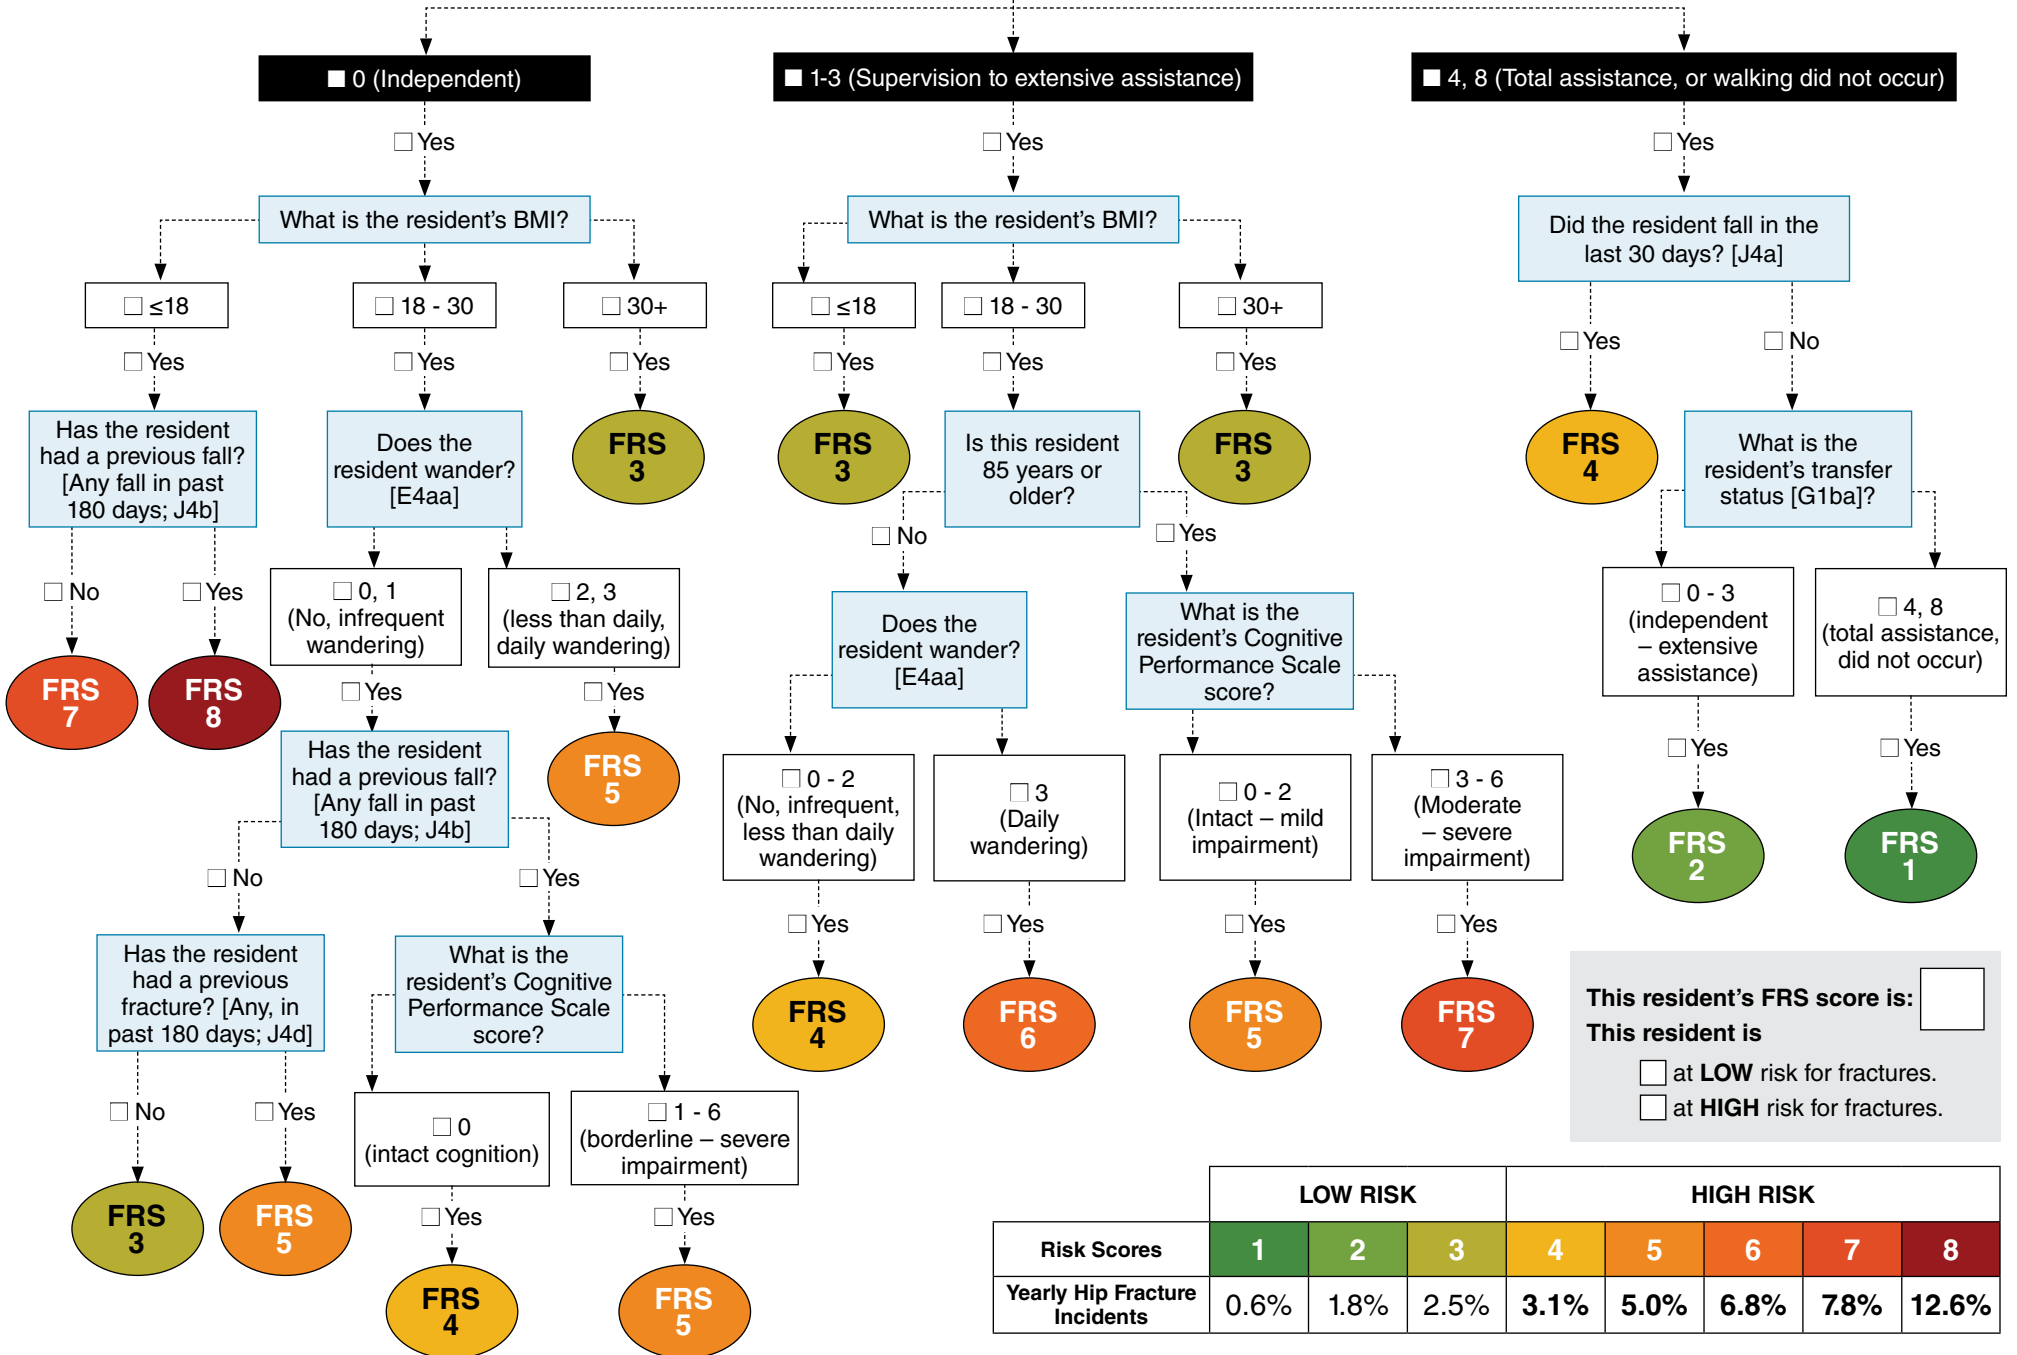 ■ 0 (Independent)
■ 1-3 (Supervision to extensive assistance)
■ 4, 8 (Total assistance, or walking did not occur)
□ Yes
□ Yes
□ Yes
What is the resident’s BMI?
What is the resident’s BMI?
Did the resident fall in the
last 30 days? [J4a]
□ ≤18
□ 18 - 30
□ 30+
□ ≤18
□ 18 - 30
□ 30+
□ Yes
□ No
□ Yes
□ Yes
□ Yes
□ Yes
□ Yes
□ Yes
Has the resident
had a previous fall?
[Any fall in past
180 days; J4b]
Does the
resident wander?
[E4aa]
FRS
3
FRS
3
Is this resident
85 years or
older?
FRS
3
FRS
4
What is the
resident’s transfer
status [G1ba]?
□ No
□ Yes
□ No
□ Yes
□ 0, 1
(No, infrequent
wandering)
□ 2, 3
(less than daily,
daily wandering)
Does the
resident wander?
[E4aa]
What is the
resident’s Cognitive
Performance Scale
score?
□ 0 - 3
(independent
– extensive
assistance)
□ 4, 8
(total assistance,
did not occur)
FRS
7
FRS
8
□ Yes
□ Yes
Has the resident
had a previous fall?
[Any fall in past
180 days; J4b]
FRS
5
□ 0 - 2
(No, infrequent,
less than daily
wandering)
□ 3
(Daily
wandering)
□ 0 - 2
(Intact – mild
impairment)
□ 3 - 6
(Moderate
– severe
impairment)
□ Yes
□ Yes
FRS
2
FRS
1
□ No
□ Yes
□ Yes
□ Yes
□ Yes
□ Yes
Has the resident
had a previous
fracture? [Any, in
past 180 days; J4d]
What is the
resident’s Cognitive
Performance Scale
score?
FRS
4
FRS
6
FRS
5
FRS
7
This resident’s FRS score is:
This resident is
□ at LOW risk for fractures.
□ at HIGH risk for fractures.
□ No
□ Yes
□ 0
(intact cognition)
□ 1 - 6
(borderline – severe
impairment)
FRS
3
FRS
5
□ Yes
□ Yes
FRS
4
FRS
5
LOW RISK HIGH RISK
Risk Scores 1 2 3 4 5 6 7 8
Yearly Hip Fracture
Incidents 0.6% 1.8% 2.5% 3.1% 5.0% 6.8% 7.8% 12.6%